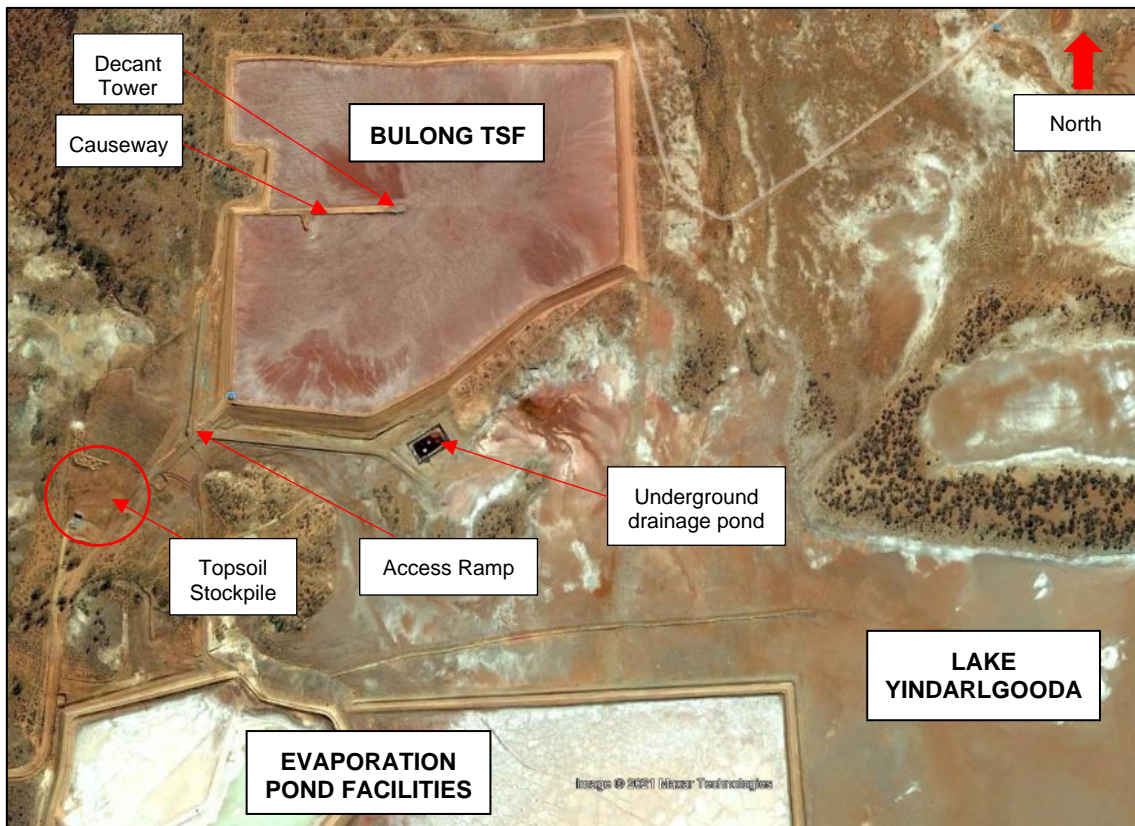 Decant
Tower
BULONG TSF
Causeway
North
Underground
drainage pond
Topsoil
Stockpile
Access Ramp
LAKE
YINDARLGOODA
EVAPORATION
POND FACILITIES
Image © 2021 Maxar Technologies